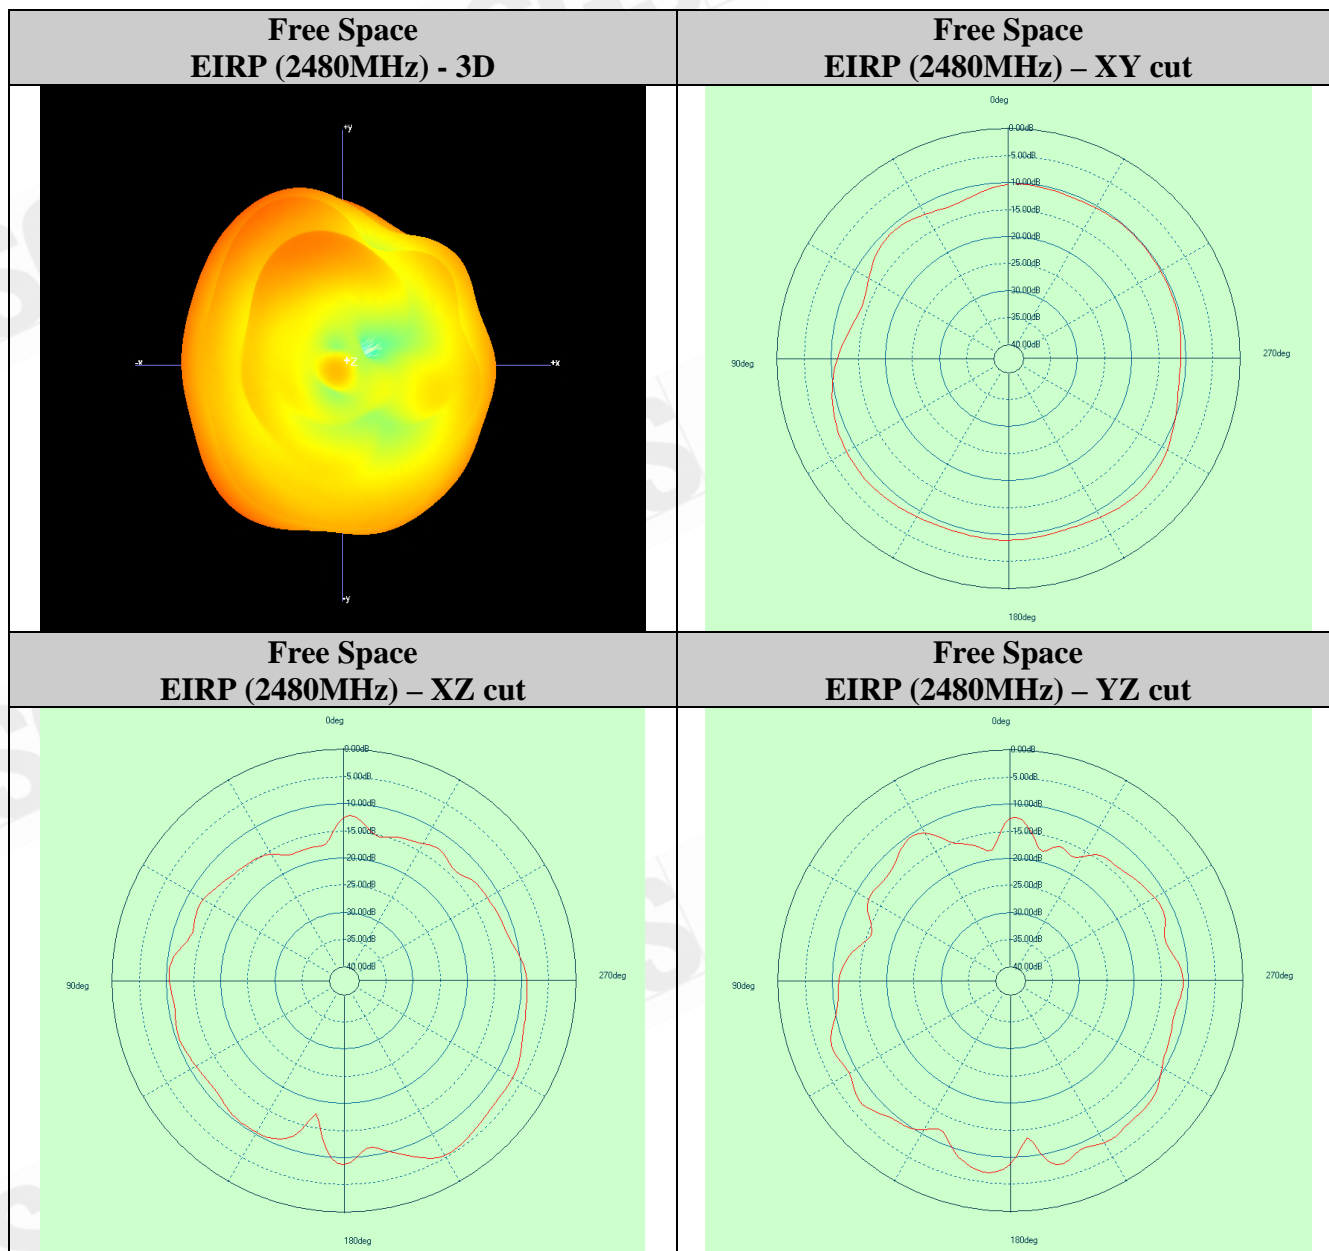 Free Space
EIRP (2480MHz) - 3D
Free Space
EIRP (2480MHz) – XY cut
+y
-x
+Z
+x
-y
0deg
0.00dB
-5.00dB
-10.00dB
-15.00dB
-20.00dB
-25.00dB
-30.00dB
-35.00dB
-40.00dB
90deg
270deg
180deg
Free Space
EIRP (2480MHz) – XZ cut
Free Space
EIRP (2480MHz) – YZ cut
0deg
0.00dB
-5.00dB
-10.00dB
-15.00dB
-20.00dB
-25.00dB
-30.00dB
-35.00dB
-40.00dB
90deg
270deg
180deg
0deg
0.00dB
-5.00dB
-10.00dB
-15.00dB
-20.00dB
-25.00dB
-30.00dB
-35.00dB
-40.00dB
90deg
270deg
180deg